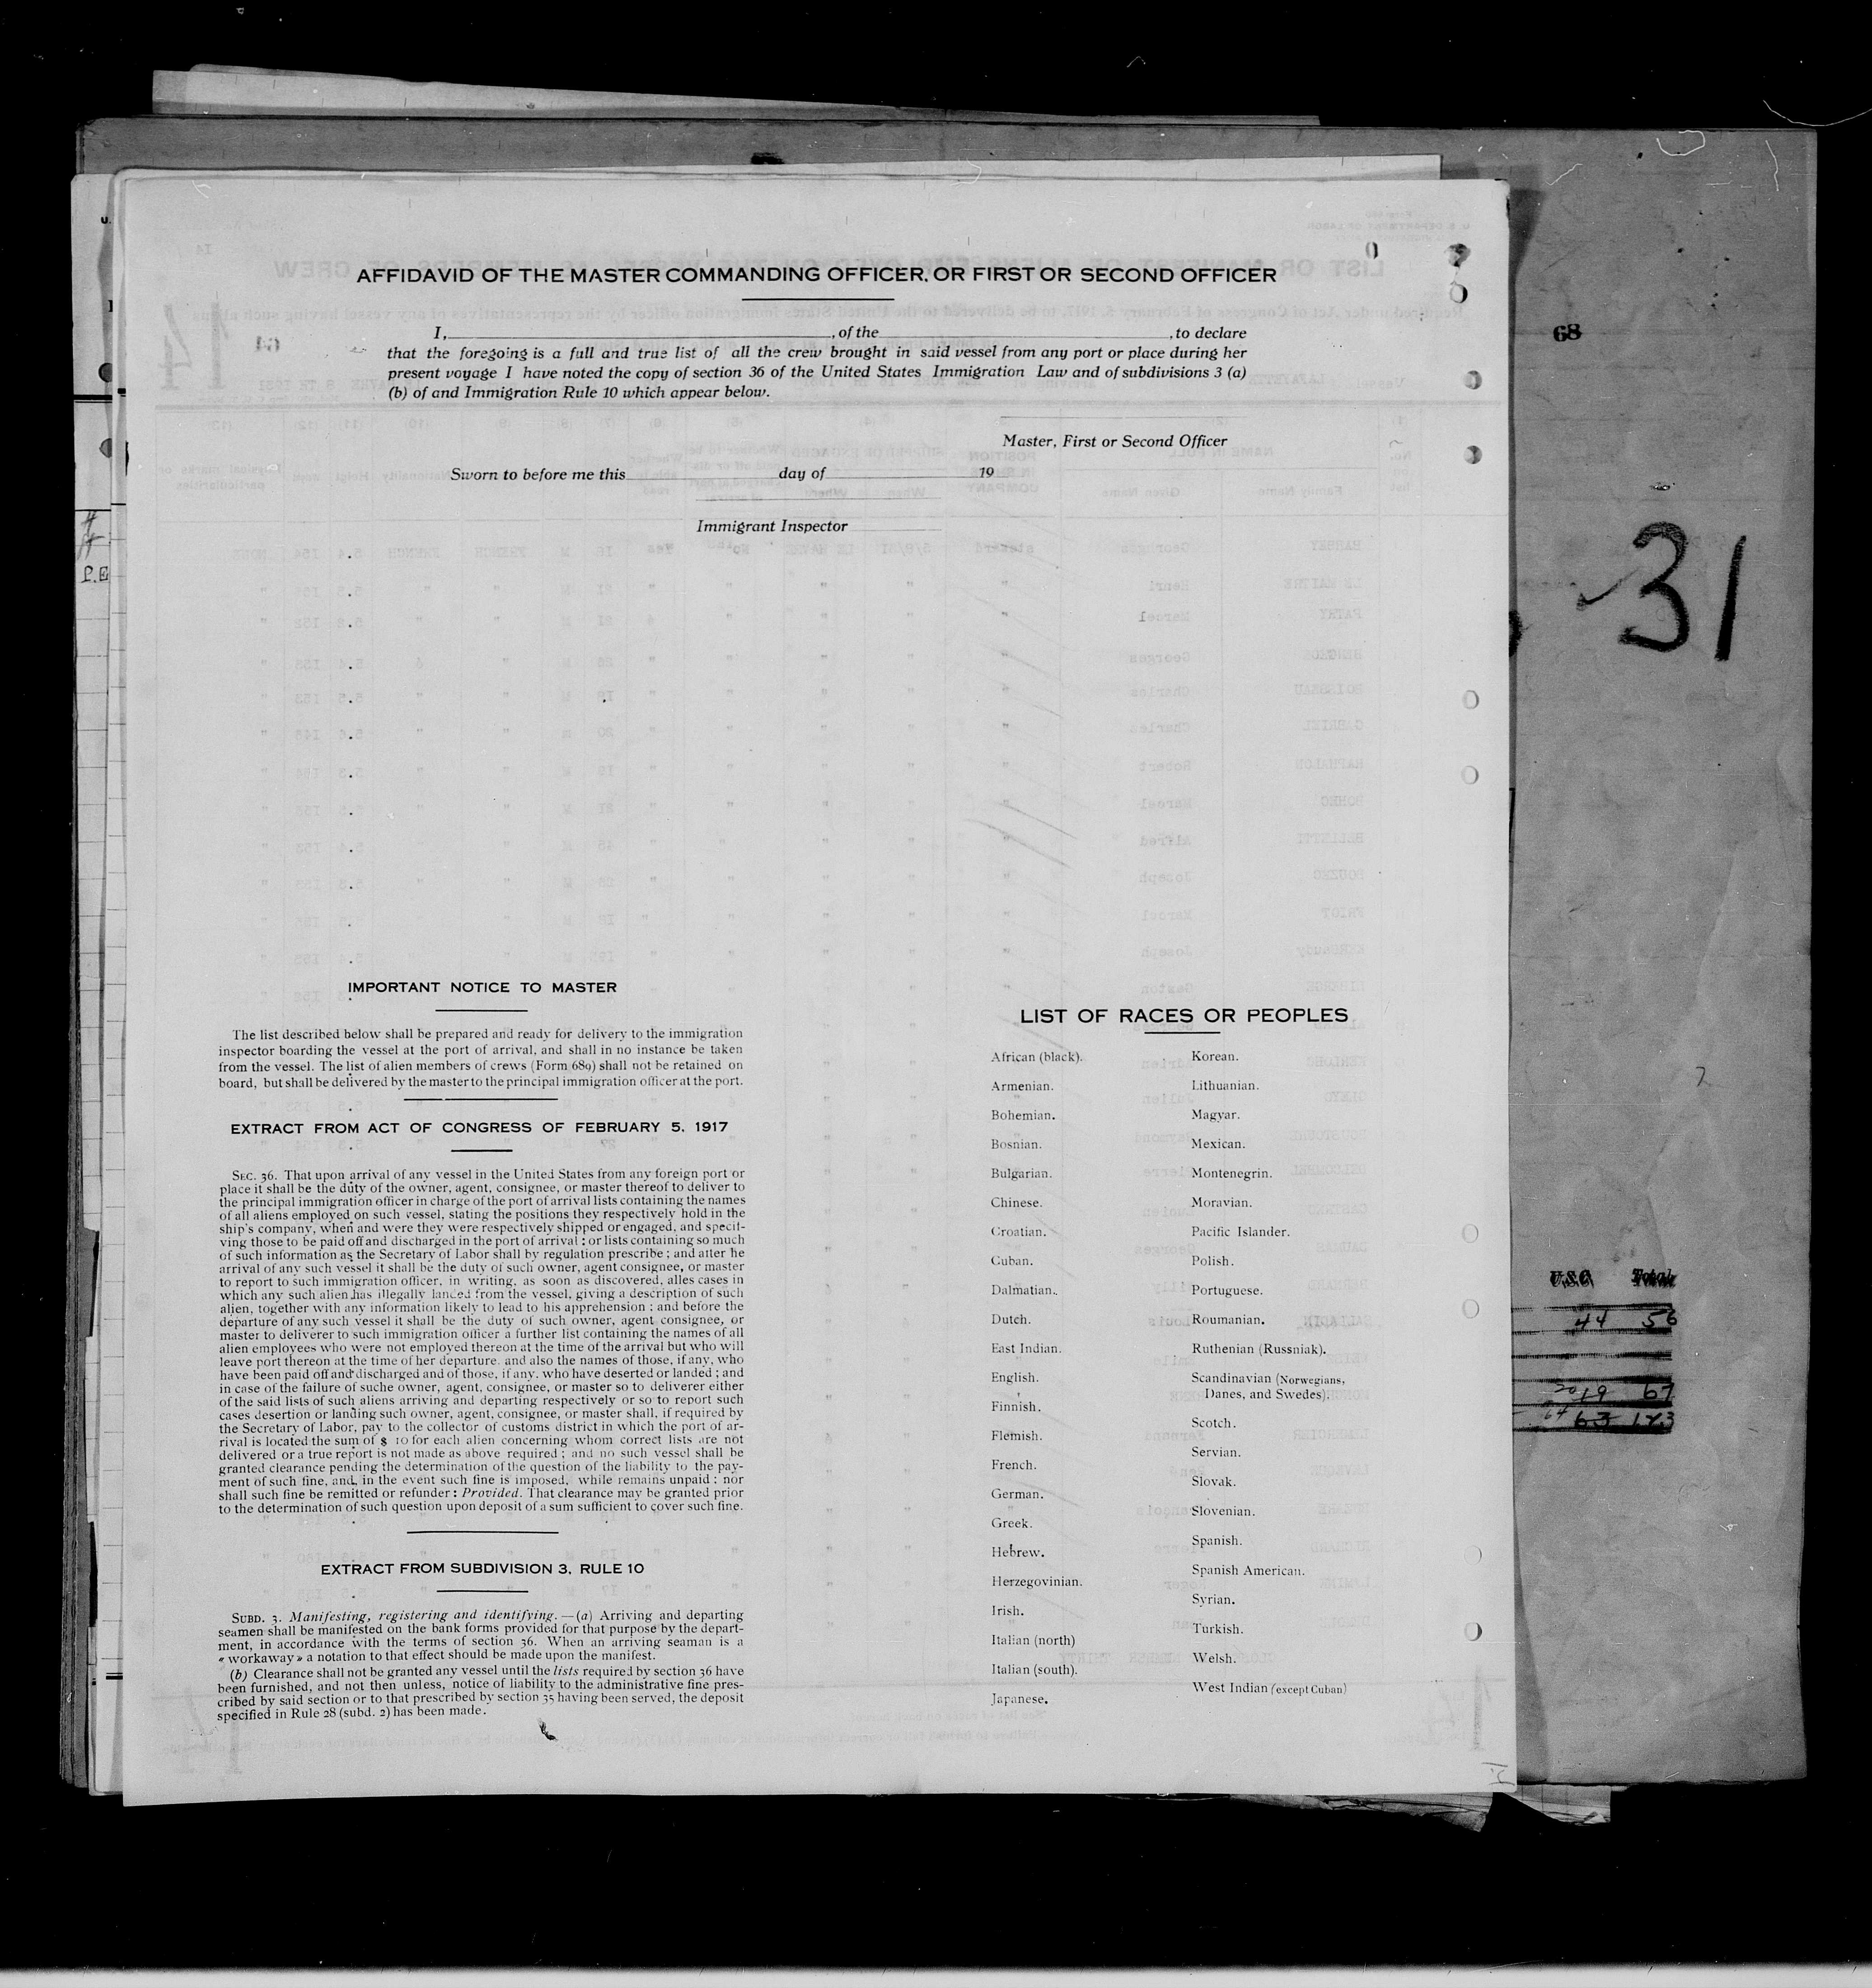 AFFIDAVID OF THE MASTER COMMANDING OFFICER, OR FIRST OR SECOND OFFICER
I, , of the , to declare
that the foregoing is a full and true list of all the crew brought in said vessel from any port or place during her
present voyage I have noted the copy of section 36 of the United States Immigration Law and of subdivisions 3 (a)
(b) of and Immigration Rule 10 which appear below.
Master, First or Second Officer
Sworn to before me this day of 19
Immigrant Inspector
IMPORTANT NOTICE TO MASTER
The list described below shall be prepared and ready for delivery to the immigration
inspector boarding the vessel at the port of arrival, and shall in no instance be taken
from the vessel. The list of alien members of crews (Form 689) shall not be retained on
board, but shall be delivered by the master to the principal immigration officer at the port.
EXTRACT FROM ACT OF CONGRESS OF FEBRUARY 5, 1917
SEC. 36. That upon arrival of any vessel in the United States from any foreign port or
place it shall be the duty of the owner, agent, consignee, or master thereof to deliver to
the principal immigration officer in charge of the port of arrival lists containing the names
of all aliens employed on such vessel, stating the positions they respectively hold in the
ship's company, when and were they were respectively shipped or engaged, and specit-
ving those to be paid off and discharged in the port of arrival : or lists containing so much
of such information as the Secretary of Labor shall by regulation prescribe ; and atter he
arrival of any such vessel it shall be the duty of such owner, agent consignee, or master
to report to such immigration officer, in writing, as soon as discovered, alles cases in
which any such alien has illegally landed from the vessel, giving a description of such
alien, together with any information likely to lead to his apprehension ; and before the
departure of any such vessel it shall be the duty of such owner, agent consignee, or
master to deliverer to such immigration officer a further list containing the names of all
alien employees who were not employed thereon at the time of the arrival but who will
leave port thereon at the time of her departure. and also the names of those, if any, who
have been paid off and discharged and of those, if any. who have deserted or landed ; and
in case of the failure of suche owner, agent, consignee, or master so to deliverer either
of the said lists of such aliens arriving and departing respectively or so to report such
cases desertion or landing such owner, agent, consignee, or master shall, if required by
the Secretary of Labor, pay to the collector of customs district in which the port of ar-
rival is located the sum of $ 10 for each alien concerning whom correct lists are not
delivered or a true report is not made as above required ; and no such vessel shall be
granted clearance pending the determination of the question of the liability to the pay-
ment of such fine, and, in the event such fine is imposed, while remains unpaid : nor
shall such fine be remitted or refunder : Provided. That clearance may be granted prior
to the determination of such question upon deposit of a sum sufficient to cover such fine.
EXTRACT FROM SUBDIVISION 3, RULE 10
SUBD. 3. Manifesting, registering and identifying. — (a) Arriving and departing
seamen shall be manifested on the bank forms provided for that purpose by the depart-
ment, in accordance with the terms of section 36. When an arriving seaman is a
« workaway » a notation to that effect should be made upon the manifest.
(b) Clearance shall not be granted any vessel until the lists required by section 36 have
been furnished, and not then unless, notice of liability to the administrative fine pres-
cribed by said section or to that prescribed by section 35 having been served, the deposit
specified in Rule 28 (subd. 2) has been made.
LIST OF RACES OR PEOPLES
African (black).
Armenian.
Bohemian.
Bosnian.
Bulgarian.
Chinese.
Croatian.
Cuban.
Dalmatian.
Dutch.
East Indian.
English.
Finnish.
Flemish.
French.
German.
Greek.
Hebrew.
Herzegovinian.
Irish.
Italian (north)
Italian (south).
Japanese.
Korean.
Lithuanian.
Magyar.
Mexican.
Montenegrin.
Moravian.
Pacific Islander.
Polish.
Portuguese.
Roumanian.
Ruthenian (Russniak).
Scandinavian (Norwegians,
Danes, and Swedes).
Scotch.
Servian.
Slovak.
Slovenian.
Spanish.
Spanish American.
Syrian.
Turkish.
Welsh.
West Indian (except Cuban)
68
31
USC Total
44 56
19 67
64 63 123